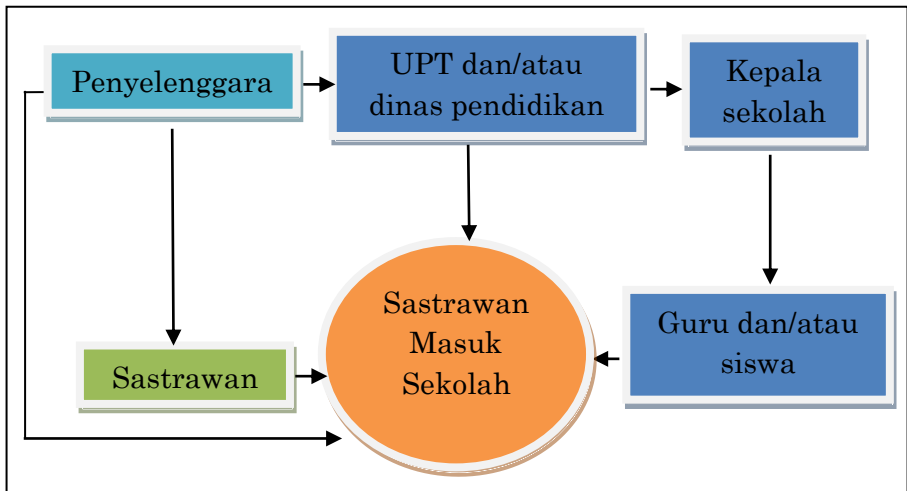 Penyelenggara
UPT dan/atau
dinas pendidikan
Kepala
sekolah
Sastrawan
Masuk
Sekolah
Guru dan/atau
siswa
Sastrawan